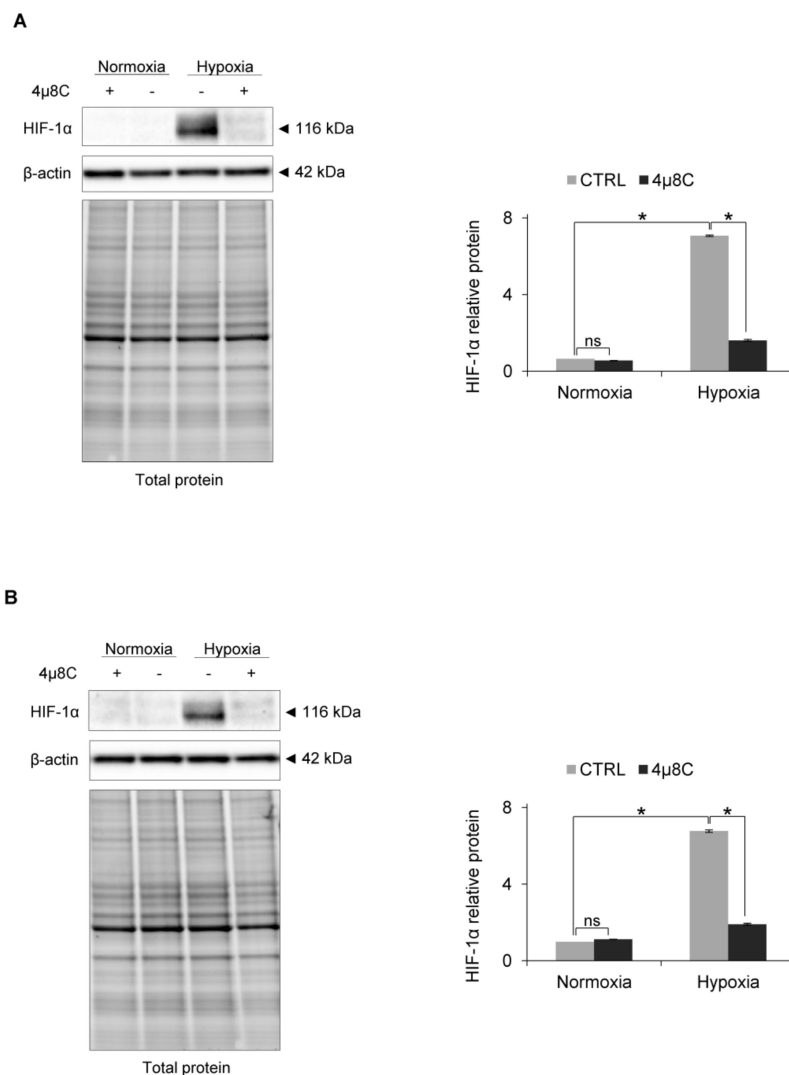 A
Normoxia Hypoxia
4μ8C + - - +
HIF-1α ◄ 116 kDa
β-actin ◄ 42 kDa
Total protein
CTRL 4μ8C
HIF-1α relative protein
8
4
0
* *
ns
Normoxia Hypoxia
B
Normoxia Hypoxia
4μ8C + - - +
HIF-1α ◄ 116 kDa
β-actin ◄ 42 kDa
Total protein
CTRL 4μ8C
HIF-1α relative protein
8
4
0
* *
ns
Normoxia Hypoxia